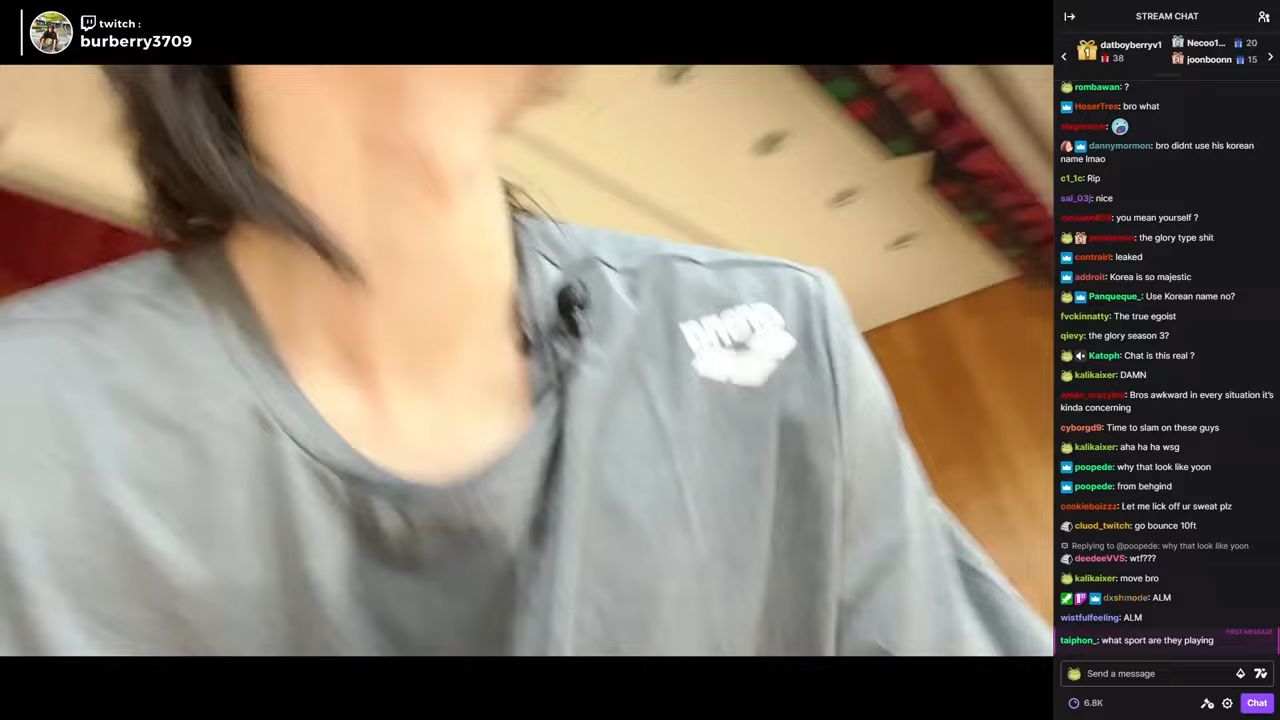 twitch :
burberry3709
STREAM CHAT
datboyberryv1
38
Necoo1... 20
joonboonn 15
rombawan: ?
HoserTres: bro what
dannymormon: bro didnt use his korean
name lmao
c1_1c: Rip
sal_03j: nice
: you mean yourself ?
: the glory type shit
contrairl: leaked
addroit: Korea is so majestic
Panqueque_: Use Korean name no?
fvckinnatty: The true egoist
qievy: the glory season 3?
Katoph: Chat is this real ?
kalikaixer: DAMN
: Bros awkward in every situation it's
kinda concerning
cyborgd9: Time to slam on these guys
kalikaixer: aha ha ha wsg
poopede: why that look like yoon
poopede: from behgind
cookieboizzz: Let me lick off ur sweat plz
cluod_twitch: go bounce 10ft
Replying to @poopede: why that look like yoon
deedeeVVS: wtf???
kalikaixer: move bro
dxshmode: ALM
wistfulfeeling: ALM
FIRST MESSAGE
taiphon_: what sport are they playing
Send a message
6.8K
Chat